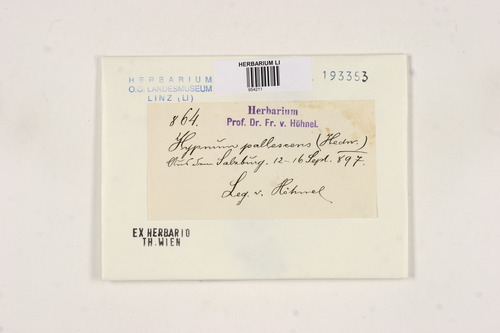 HERBARIUM LI
HERBARIUM
O.Ö. LANDESMUSEUM
LINZ (LI)
193353
864.
Herbarium
Prof. Dr. Fr. v. Höhnel.
Hypnum pallescens (Hedw.)
Salzburg. 12-16 Sept. 897.
Leg. v. Höhnel
EX HERBARIO
TH. WIEN